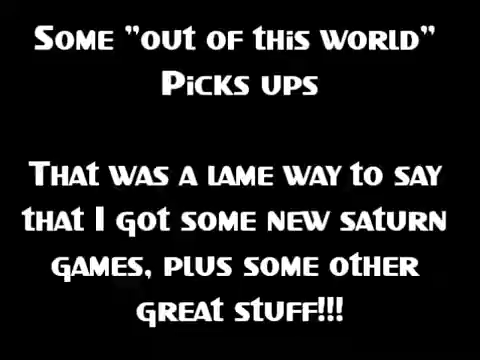 Some "out of this world"
Picks ups
That was a lame way to say
that I got some new saturn
games, plus some other
great stuff!!!